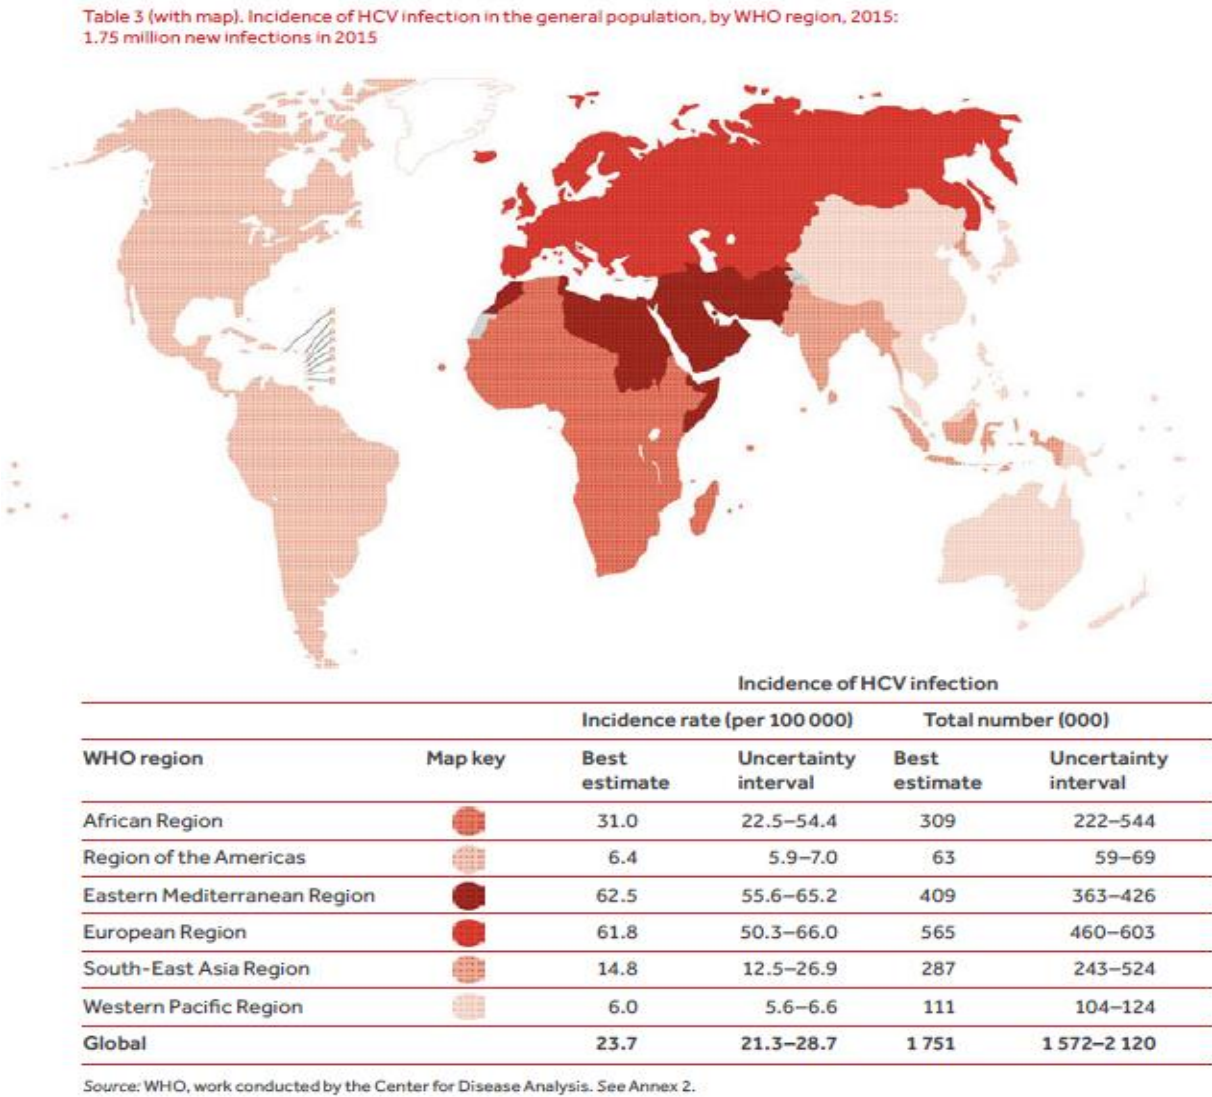 Table 3 (with map). Incidence of HCV infection in the general population, by WHO region, 2015:
1.75 million new infections in 2015
Incidence of HCV infection
Incidence rate (per 100 000) Total number (000)
WHO region Map key Best estimate Uncertainty interval Best estimate Uncertainty interval
African Region 31.0 22.5–54.4 309 222–544
Region of the Americas 6.4 5.9–7.0 63 59–69
Eastern Mediterranean Region 62.5 55.6–65.2 409 363–426
European Region 61.8 50.3–66.0 565 460–603
South-East Asia Region 14.8 12.5–26.9 287 243–524
Western Pacific Region 6.0 5.6–6.6 111 104–124
Global 23.7 21.3–28.7 1 751 1 572–2 120
Source: WHO, work conducted by the Center for Disease Analysis. See Annex 2.